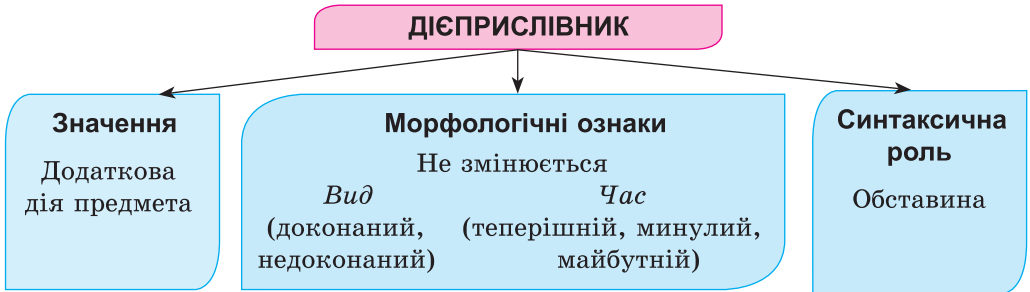 ДІЄПРИСЛІВНИК
Значення
Додаткова
дія предмета
Морфологічні ознаки
Не змінюється
Вид
(доконаний,
недоконаний)
Час
(теперішній, минулий,
майбутній)
Синтаксична
роль
Обставина